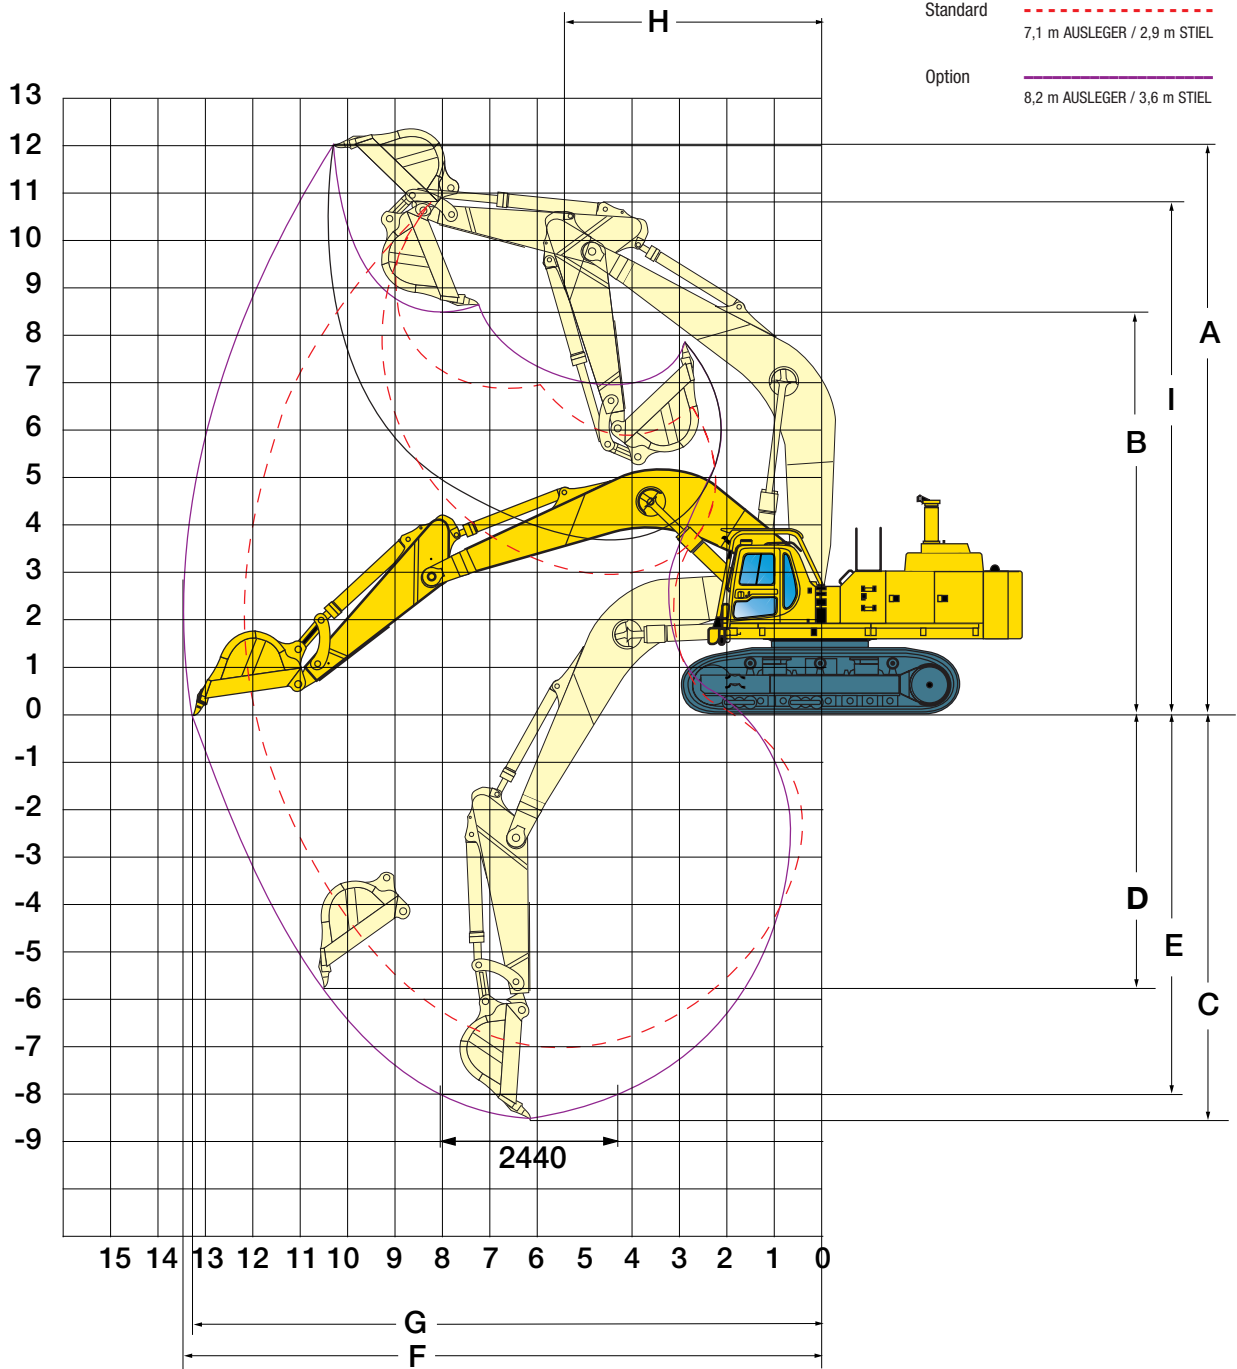 H
Standard
7,1 m AUSLEGER / 2,9 m STIEL
Option
8,2 m AUSLEGER / 3,6 m STIEL
13
12
11
10
9
8
7
6
5
4
3
2
1
0
-1
-2
-3
-4
-5
-6
-7
-8
-9
A
I
B
D
E
C
2440
15 14 13 12 11 10 9 8 7 6 5 4 3 2 1 0
G
F